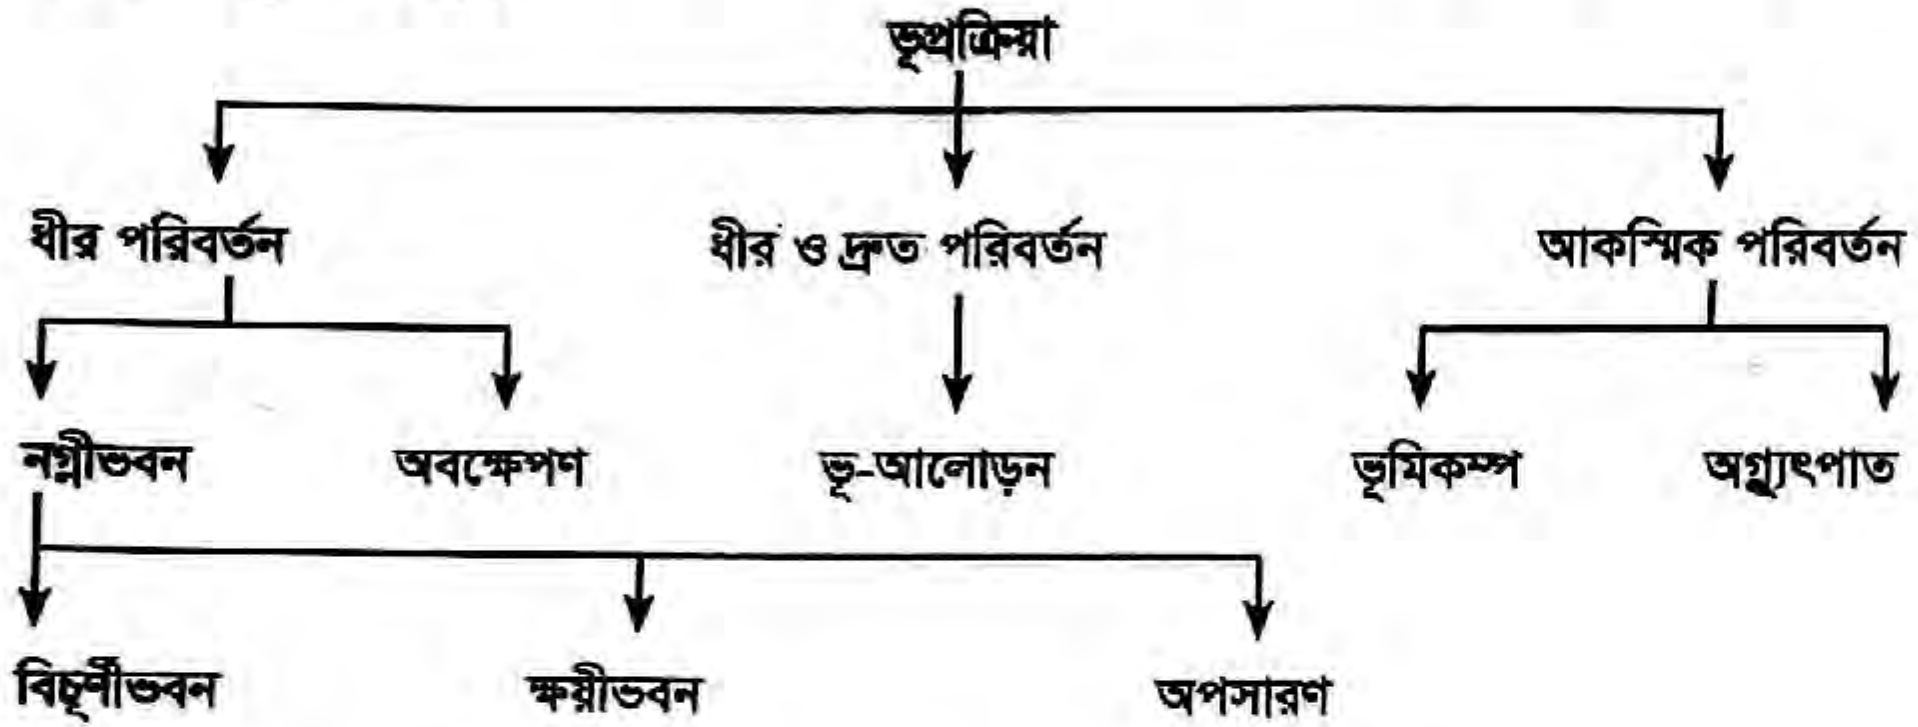 ভূপ্রক্রিয়া
ধীর পরিবর্তন ধীর ও দ্রুত পরিবর্তন আকস্মিক পরিবর্তন
নগ্নীভবন অবক্ষেপণ ভূ-আলোড়ন ভূমিকম্প অগ্ন্যুৎপাত
বিচূর্ণীভবন ক্ষয়ীভবন অপসারণ